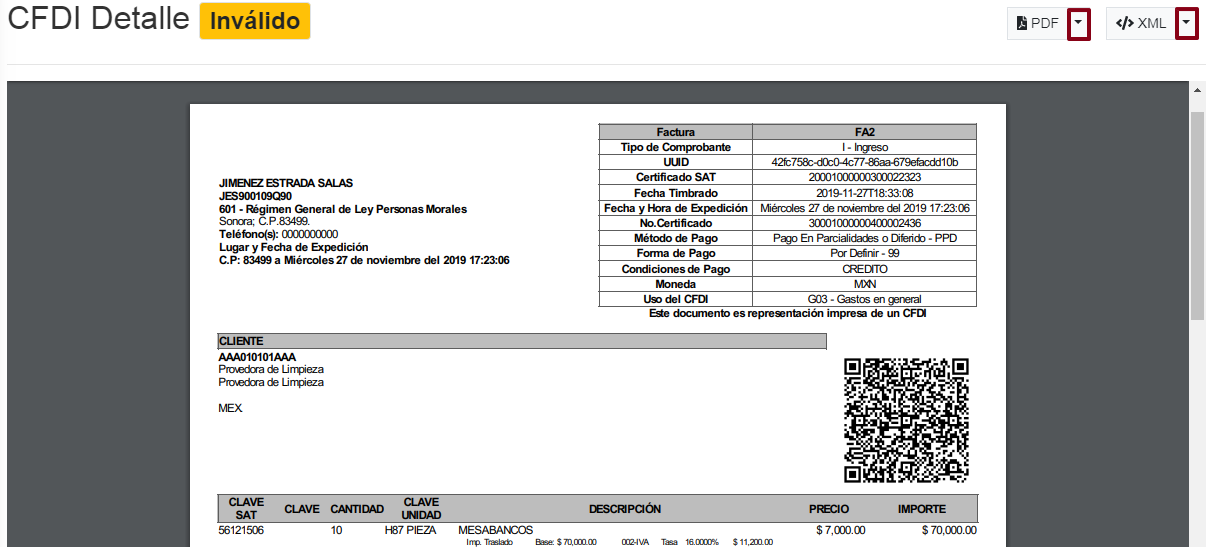 CFDI Detalle Inválido
PDF
XML
JIMENEZ ESTRADA SALAS
JES900109Q90
601 - Régimen General de Ley Personas Morales
Sonora; C.P.83499.
Teléfono(s): 0000000000
Lugar y Fecha de Expedición
C.P: 83499 a Miércoles 27 de noviembre del 2019 17:23:06
Factura FA2
Tipo de Comprobante I - Ingreso
UUID 42fc758c-d0c0-4c77-86aa-679efacdd10b
Certificado SAT 20001000000300022323
Fecha Timbrado 2019-11-27T18:33:08
Fecha y Hora de Expedición Miércoles 27 de noviembre del 2019 17:23:06
No.Certificado 30001000000400002436
Método de Pago Pago En Parcialidades o Diferido - PPD
Forma de Pago Por Definir - 99
Condiciones de Pago CREDITO
Moneda MXN
Uso del CFDI G03 - Gastos en general
Este documento es representación impresa de un CFDI
CLIENTE
AAA010101AAA
Provedora de Limpieza
Provedora de Limpieza
MEX.
CLAVE SAT CLAVE CANTIDAD CLAVE UNIDAD DESCRIPCIÓN PRECIO IMPORTE
56121506 10 H87 PIEZA MESABANCOS $ 7,000.00 $ 70,000.00
Imp. Traslado Base: $ 70,000.00 002-IVA Tasa 16.0000% $ 11,200.00